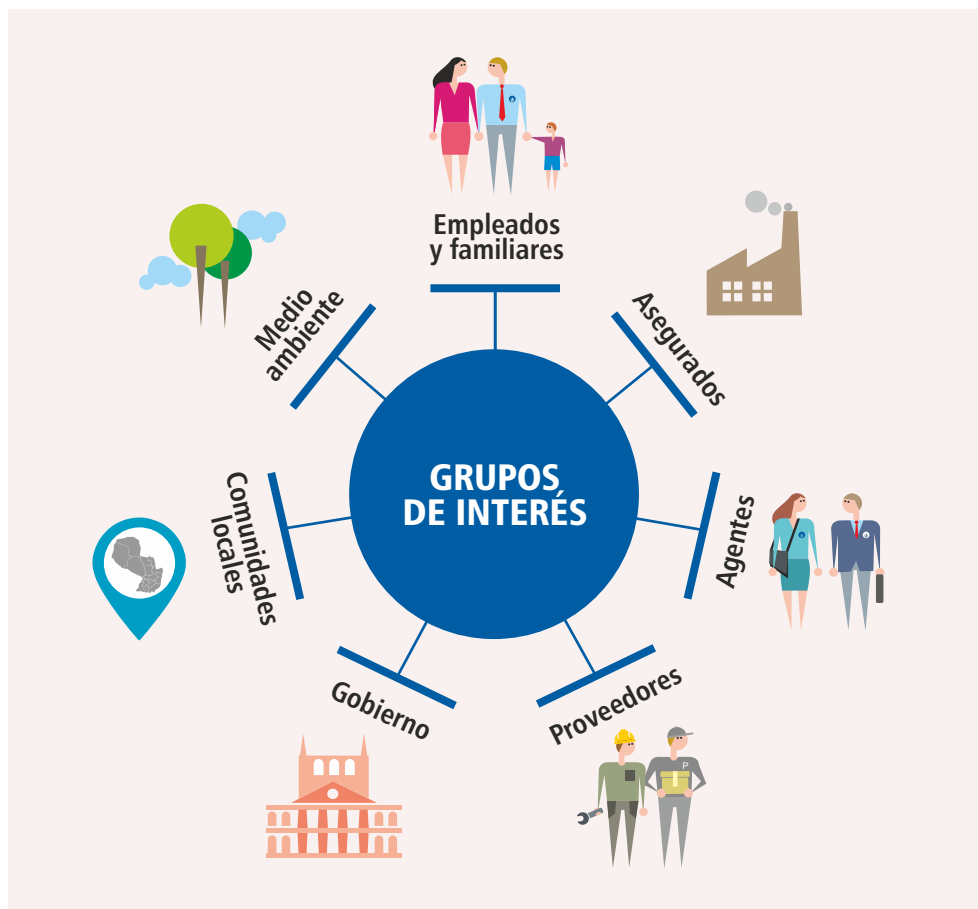 Empleados
y familiares
Asegurados
Agentes
Proveedores
Gobierno
Comunidades
locales
Medio
ambiente
GRUPOS
DE INTERÉS
P